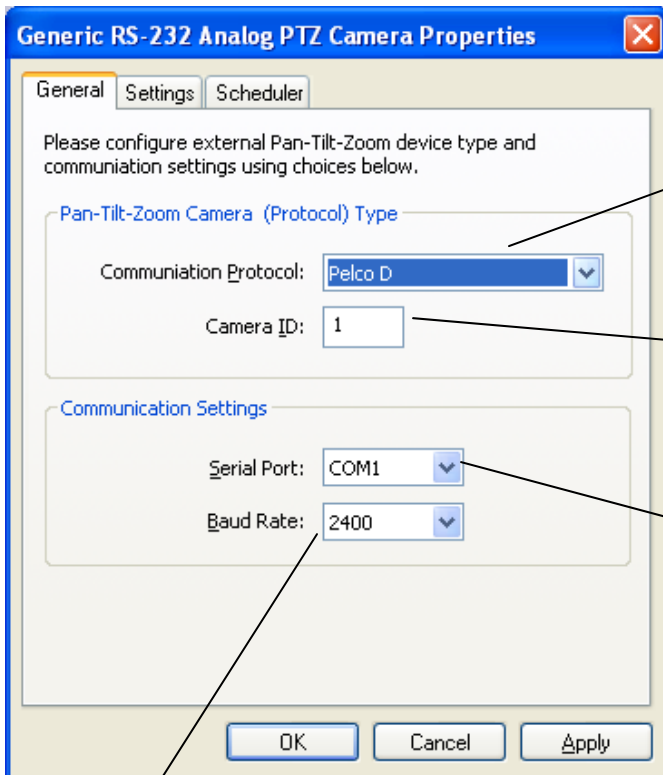 Generic RS-232 Analog PTZ Camera Properties
General Settings Scheduler
Please configure external Pan-Tilt-Zoom device type and
communiation settings using choices below.
Pan-Tilt-Zoom Camera (Protocol) Type
Communiation Protocol: Pelco D
Camera ID: 1
Communication Settings
Serial Port: COM1
Baud Rate: 2400
OK Cancel Apply